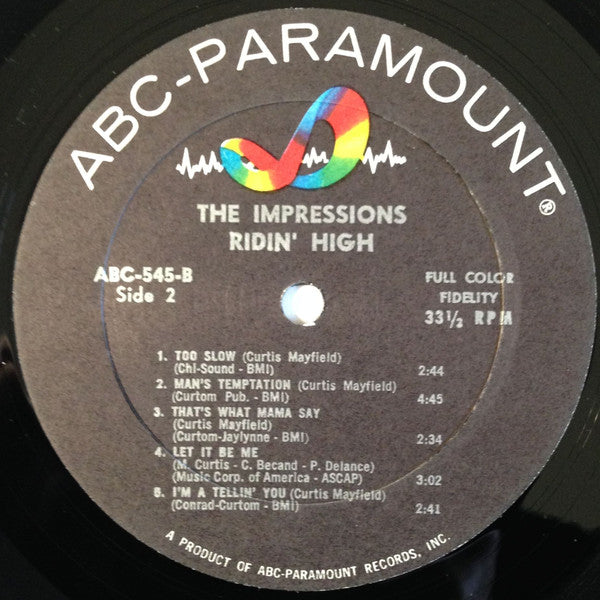 ABC-PARAMOUNT®
THE IMPRESSIONS
RIDIN' HIGH
ABC-545-B
Side 2
FULL COLOR
FIDELITY
33 1/3 RPM
1. TOO SLOW (Curtis Mayfield)
(Chi-Sound - BMI) 2:44
2. MAN'S TEMPTATION (Curtis Mayfield)
(Curtom Pub. - BMI) 4:45
3. THAT'S WHAT MAMA SAY
(Curtis Mayfield)
(Curtom-Jaylynne - BMI) 2:34
4. LET IT BE ME
(M. Curtis - C. Becand - P. Delance)
(Music Corp. of America - ASCAP) 3:02
5. I'M A TELLIN' YOU (Curtis Mayfield)
(Conrad-Curtom - BMI) 2:41
A PRODUCT OF ABC-PARAMOUNT RECORDS, INC.